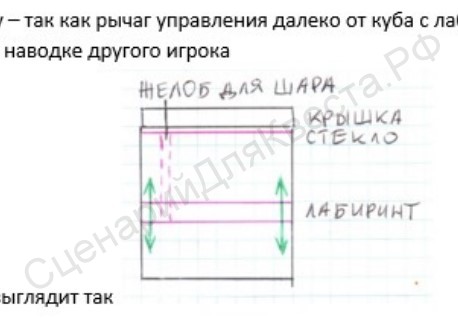 у – так как рычаг управления далеко от куба с ла
наводке другого игрока
ЖЕЛОБ ДЛЯ ШАРА
КРЫШКА
СТЕКЛО
ЛАБИРИНТ
СценарийДляКвеста.РФ
выглядит так